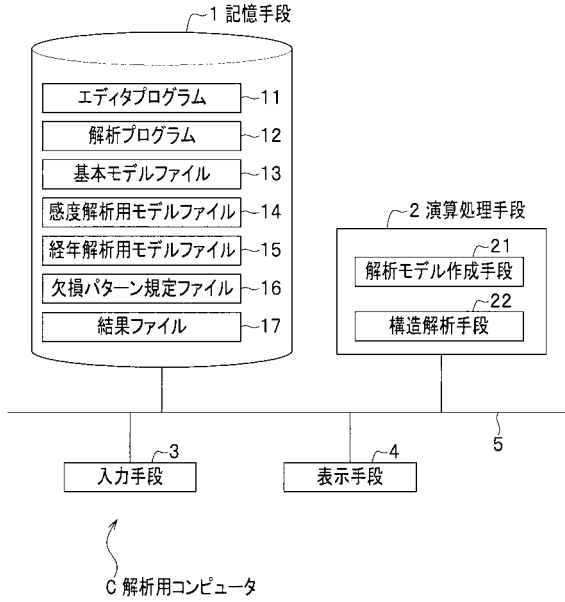 1 記憶手段
エディタプログラム 11
解析プログラム 12
基本モデルファイル 13
感度解析用モデルファイル 14
経年解析用モデルファイル 15
欠損パターン規定ファイル 16
結果ファイル 17
2 演算処理手段
21
解析モデル作成手段
22
構造解析手段
5
3
入力手段
4
表示手段
C 解析用コンピュータ